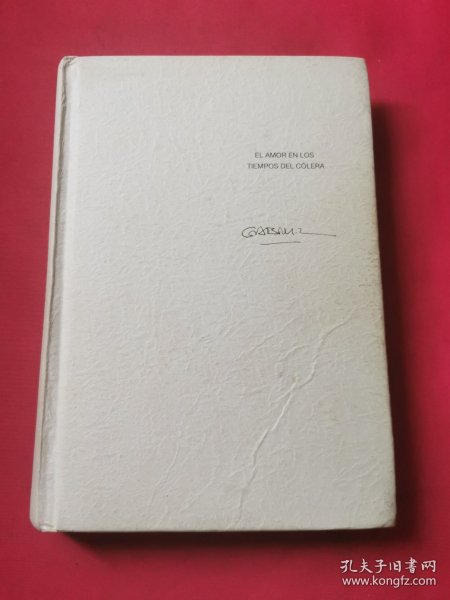 EL AMOR EN LOS
TIEMPOS DEL CÓLERA
孔夫子旧书网
www.kongfz.com